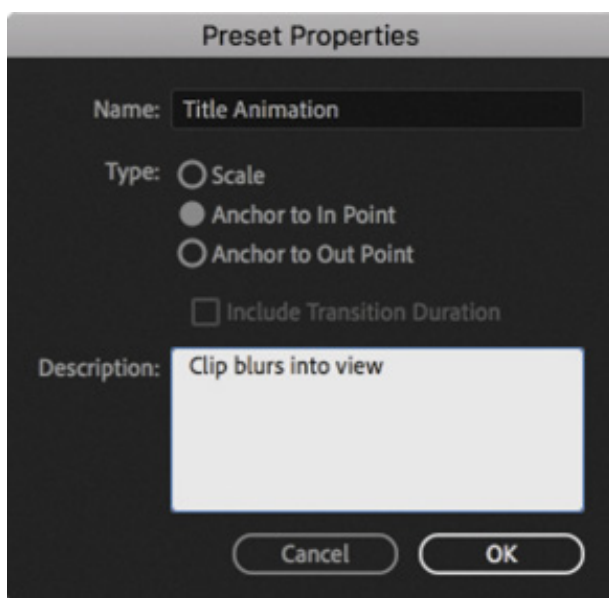 Preset Properties
Name: Title Animation
Type: Scale
Anchor to In Point
Anchor to Out Point
Include Transition Duration
Description: Clip blurs into view
Cancel OK